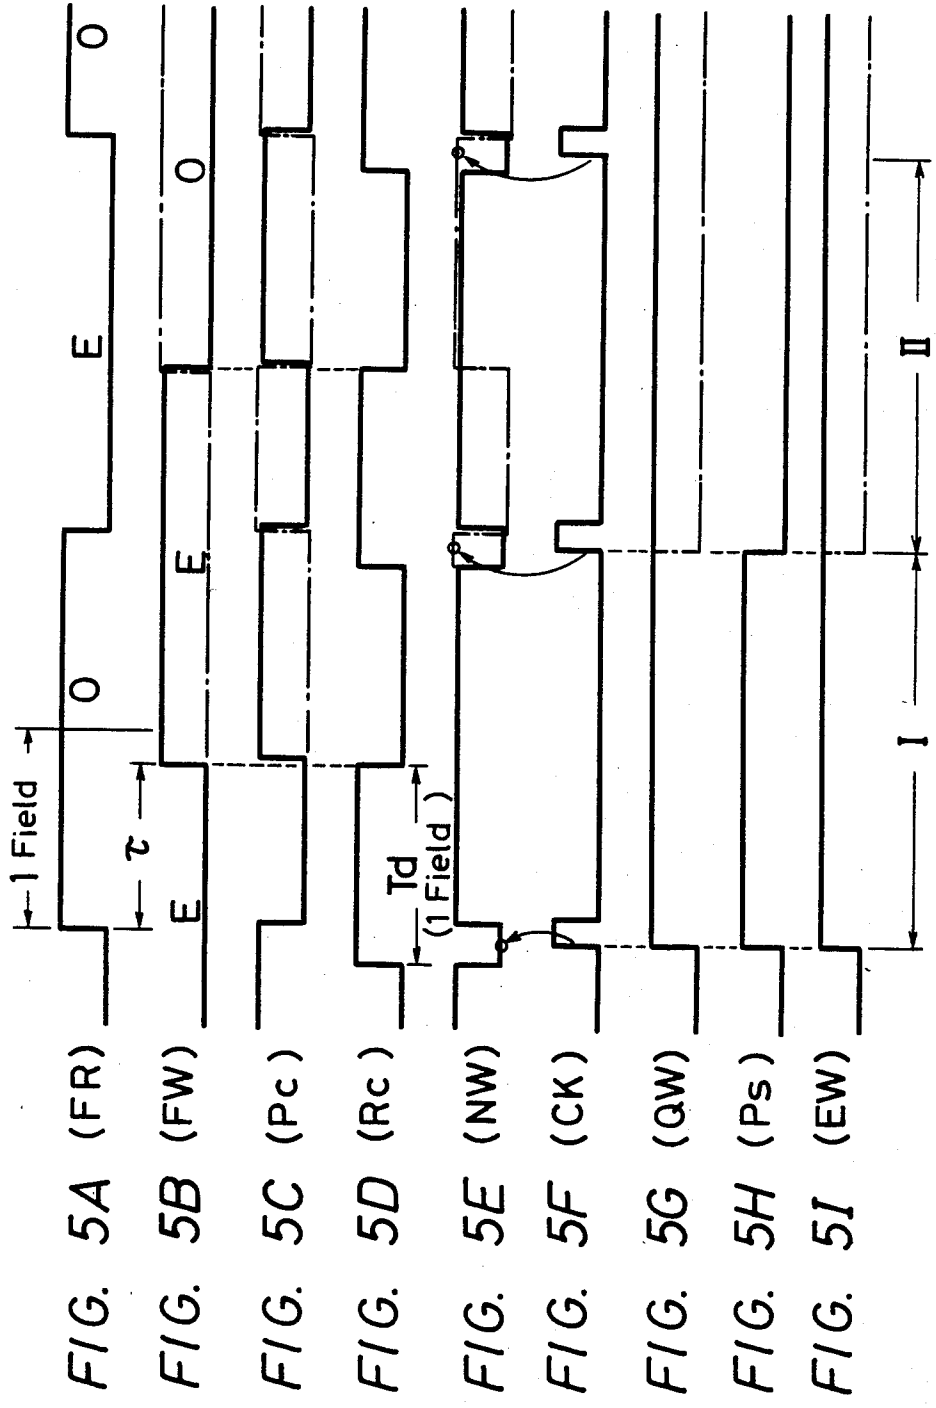 FIG. 5A (FR) O E O
1 Field
FIG. 5B (FW) E E O
τ
FIG. 5C (Pc)
FIG. 5D (Rc)
Td
(1 Field)
FIG. 5E (NW)
FIG. 5F (CK)
FIG. 5G (QW)
FIG. 5H (Ps)
FIG. 5I (EW)
I II